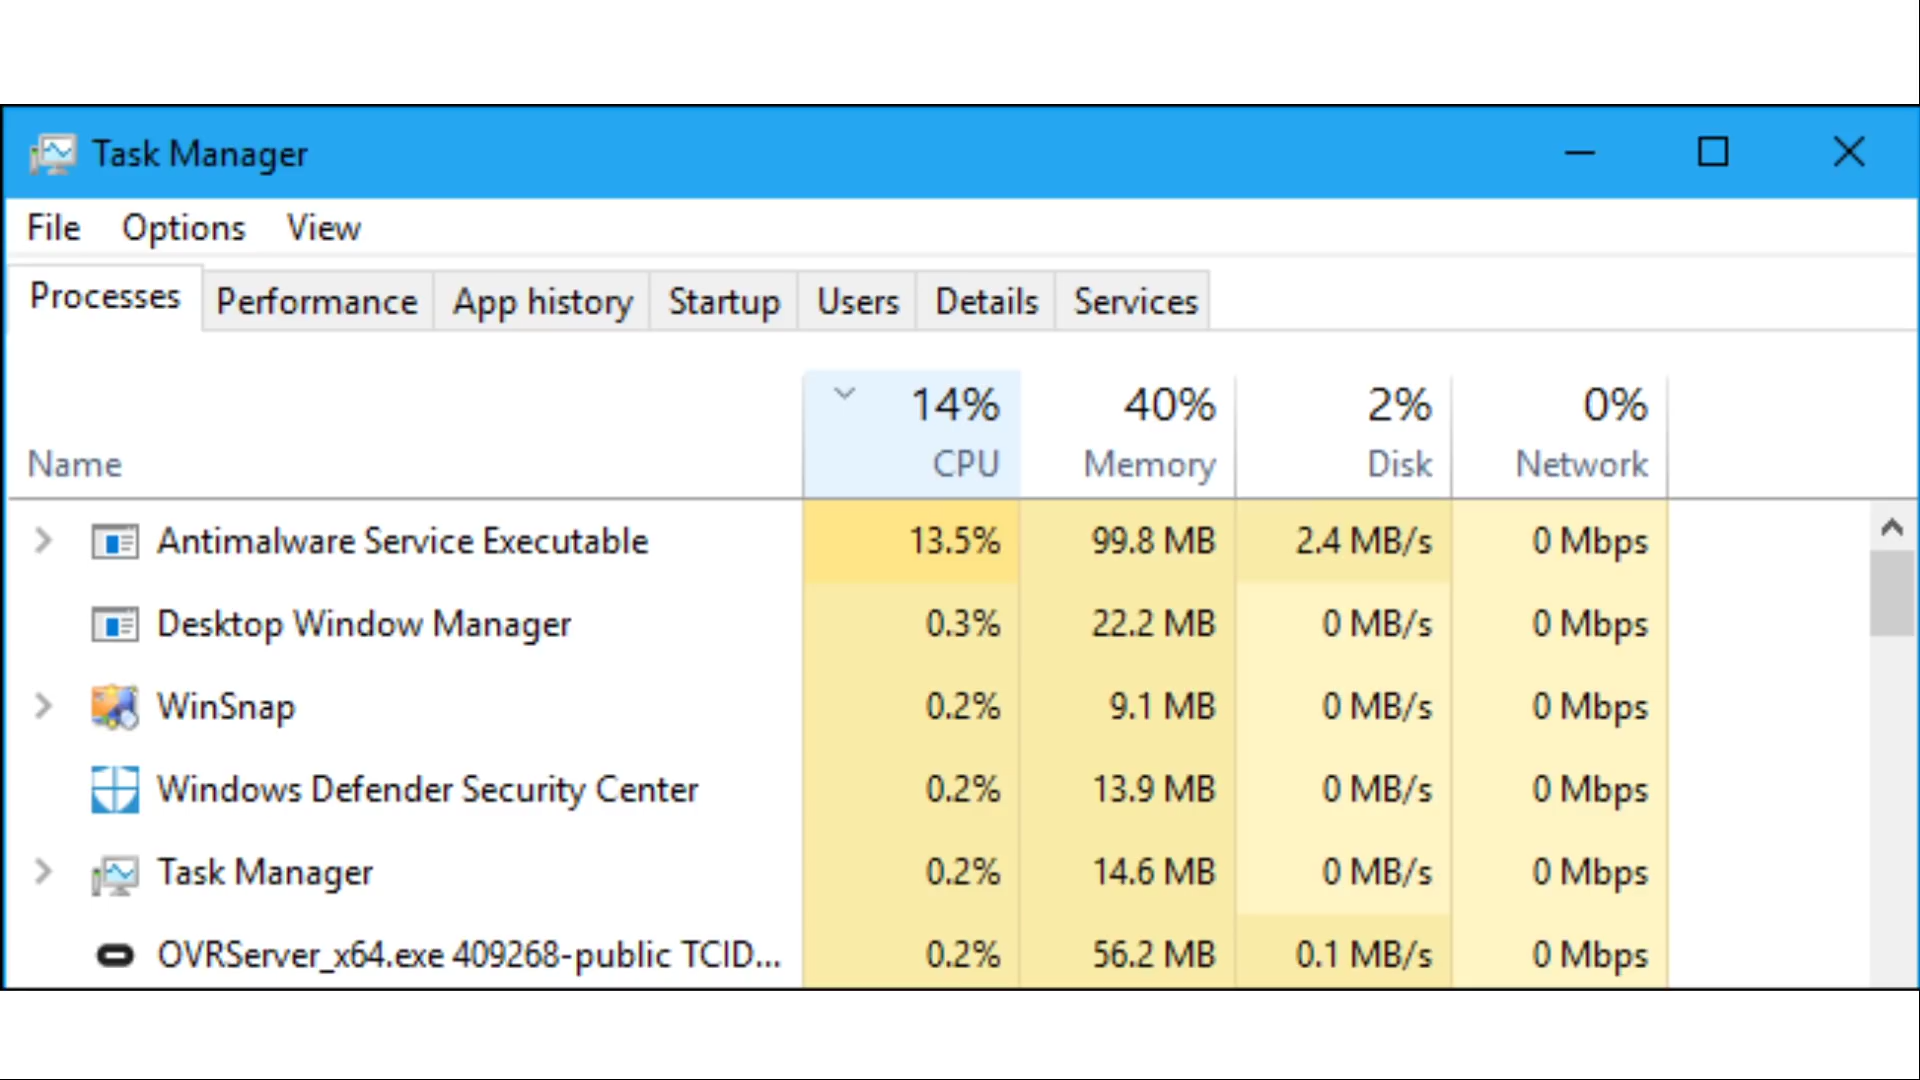 Task Manager
File Options View
Processes Performance App history Startup Users Details Services
14% 40% 2% 0%
Name CPU Memory Disk Network
Antimalware Service Executable 13.5% 99.8 MB 2.4 MB/s 0 Mbps
Desktop Window Manager 0.3% 22.2 MB 0 MB/s 0 Mbps
WinSnap 0.2% 9.1 MB 0 MB/s 0 Mbps
Windows Defender Security Center 0.2% 13.9 MB 0 MB/s 0 Mbps
Task Manager 0.2% 14.6 MB 0 MB/s 0 Mbps
OVRServer_x64.exe 409268-public TCID... 0.2% 56.2 MB 0.1 MB/s 0 Mbps